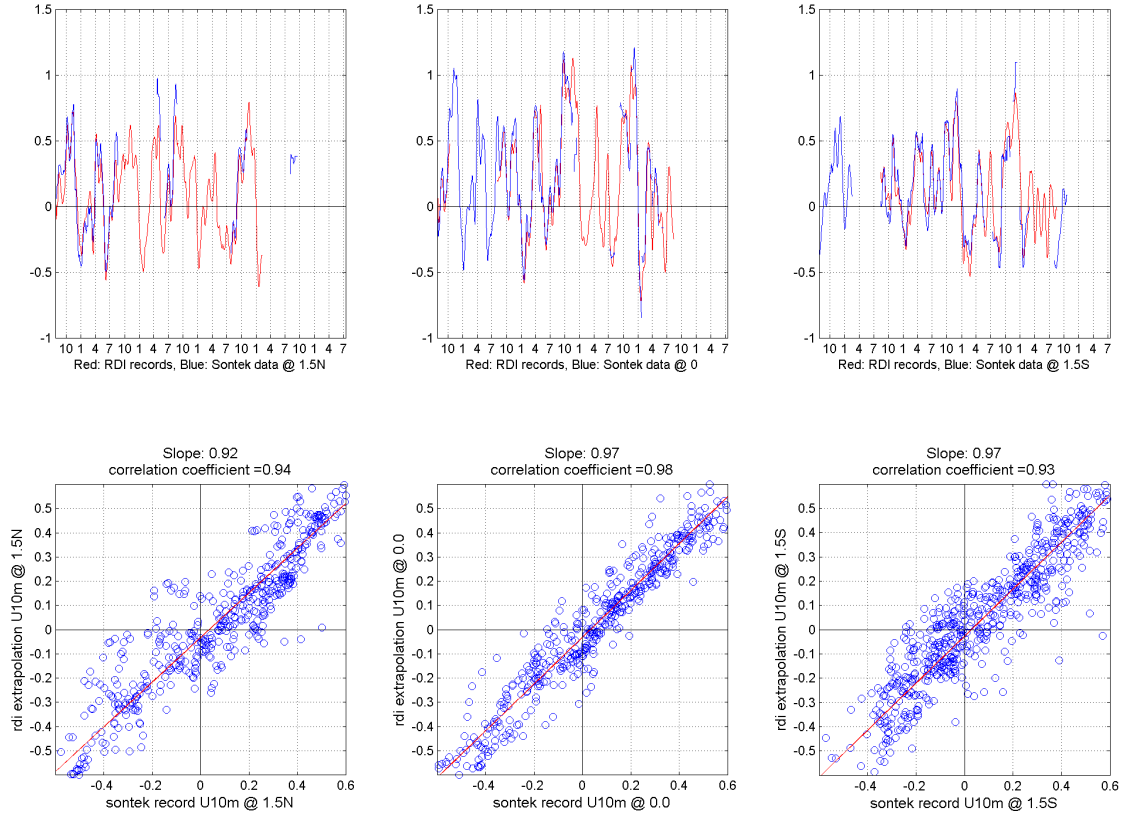 1.5 1.5 1.5
1 1 1
0.5 0.5 0.5
0 0 0
-0.5 -0.5 -0.5
-1 -1 -1
10 1 4 7 10 1 4 7 10 1 4 7 10 1 4 7 10 1 4 7
10 1 4 7 10 1 4 7 10 1 4 7 10 1 4 7 10 1 4 7
10 1 4 7 10 1 4 7 10 1 4 7 10 1 4 7 10 1 4 7
Red: RDI records, Blue: Sontek data @ 1.5N
Red: RDI records, Blue: Sontek data @ 0
Red: RDI records, Blue: Sontek data @ 1.5S
Slope: 0.92
correlation coefficient =0.94
rdi extrapolation U10m @ 1.5N
0.5
0.4
0.3
0.2
0.1
0
-0.1
-0.2
-0.3
-0.4
-0.5
-0.4 -0.2 0 0.2 0.4 0.6
sontek record U10m @ 1.5N
Slope: 0.97
correlation coefficient =0.98
rdi extrapolation U10m @ 0.0
0.5
0.4
0.3
0.2
0.1
0
-0.1
-0.2
-0.3
-0.4
-0.5
-0.4 -0.2 0 0.2 0.4 0.6
sontek record U10m @ 0.0
Slope: 0.97
correlation coefficient =0.93
rdi extrapolation U10m @ 1.5S
0.5
0.4
0.3
0.2
0.1
0
-0.1
-0.2
-0.3
-0.4
-0.5
-0.4 -0.2 0 0.2 0.4 0.6
sontek record U10m @ 1.5S